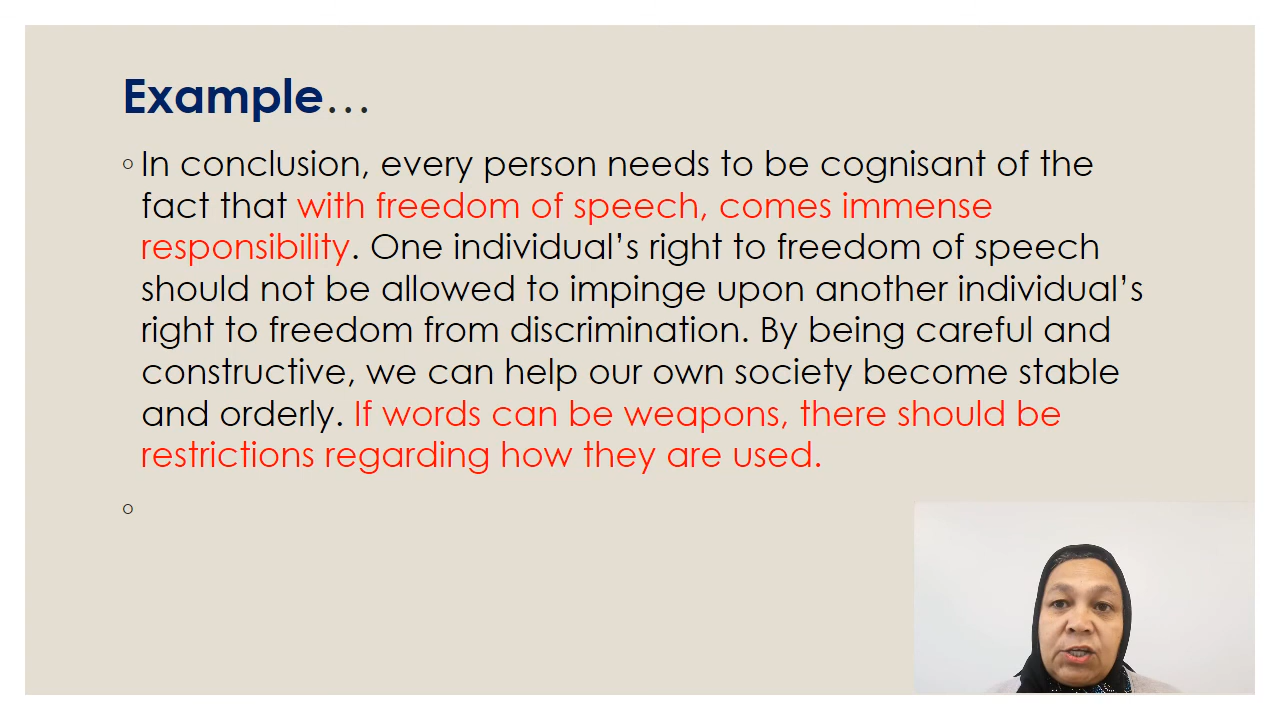 Example...
In conclusion, every person needs to be cognisant of the
fact that with freedom of speech, comes immense
responsibility. One individual’s right to freedom of speech
should not be allowed to impinge upon another individual’s
right to freedom from discrimination. By being careful and
constructive, we can help our own society become stable
and orderly. If words can be weapons, there should be
restrictions regarding how they are used.